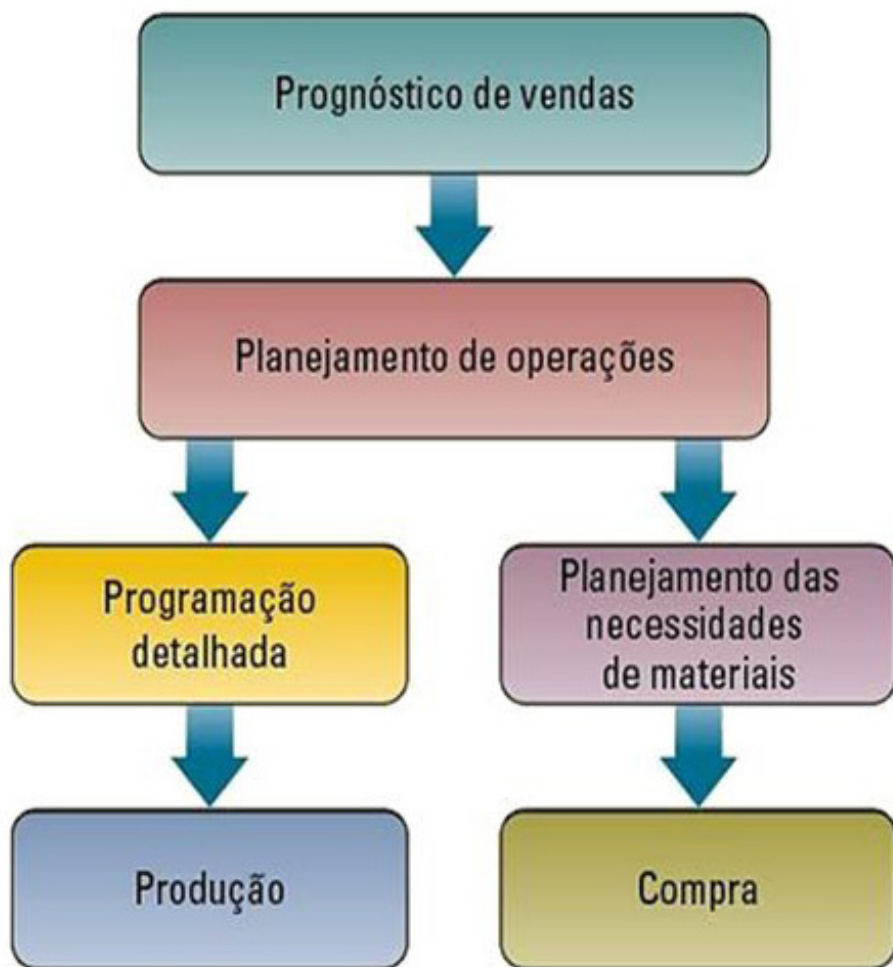 Prognóstico de vendas
Planejamento de operações
Programação
detalhada
Planejamento das
necessidades
de materiais
Produção
Compra